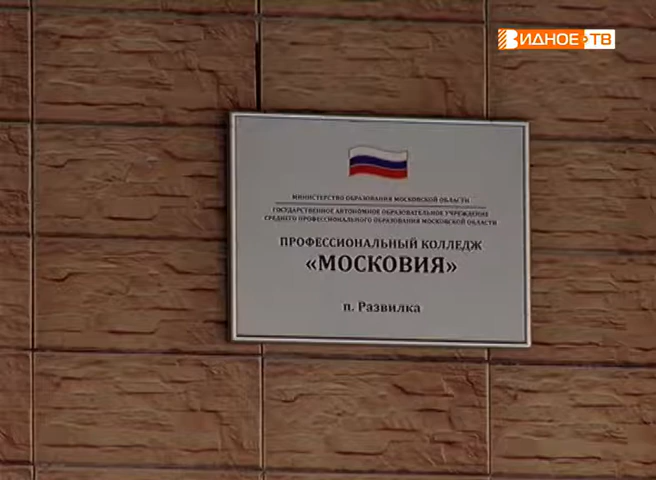 ВИДНОЕ ТВ
МИНИСТЕРСТВО ОБРАЗОВАНИЯ МОСКОВСКОЙ ОБЛАСТИ
ГОСУДАРСТВЕННОЕ АВТОНОМНОЕ ОБРАЗОВАТЕЛЬНОЕ УЧРЕЖДЕНИЕ
СРЕДНЕГО ПРОФЕССИОНАЛЬНОГО ОБРАЗОВАНИЯ МОСКОВСКОЙ ОБЛАСТИ
ПРОФЕССИОНАЛЬНЫЙ КОЛЛЕДЖ
«МОСКОВИЯ»
п. Развилка